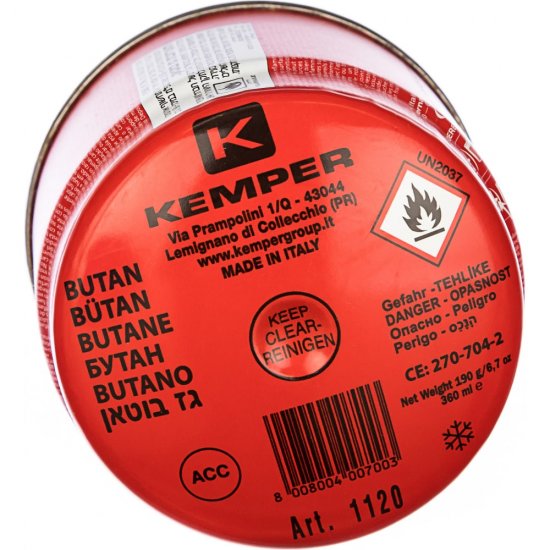 K
KEMPER
Via Prampolini 1/Q - 43044
Lemignano di Collecchio (PR)
www.kempergroup.it
MADE IN ITALY
UN2037
BUTAN
BÜTAN
BUTANE
БУТАН
BUTANO
גז בוטאן
KEEP
CLEAR-
REINIGEN
Gefahr -TEHLİKE
DANGER - OPASNOST
Опасно - Peligro
Perigo - הִנְכֹּס
CE: 270-704-2
Net Weight 190 g/6,7 oz
360 ml e
ACC
8 008004 007003
Art. 1120